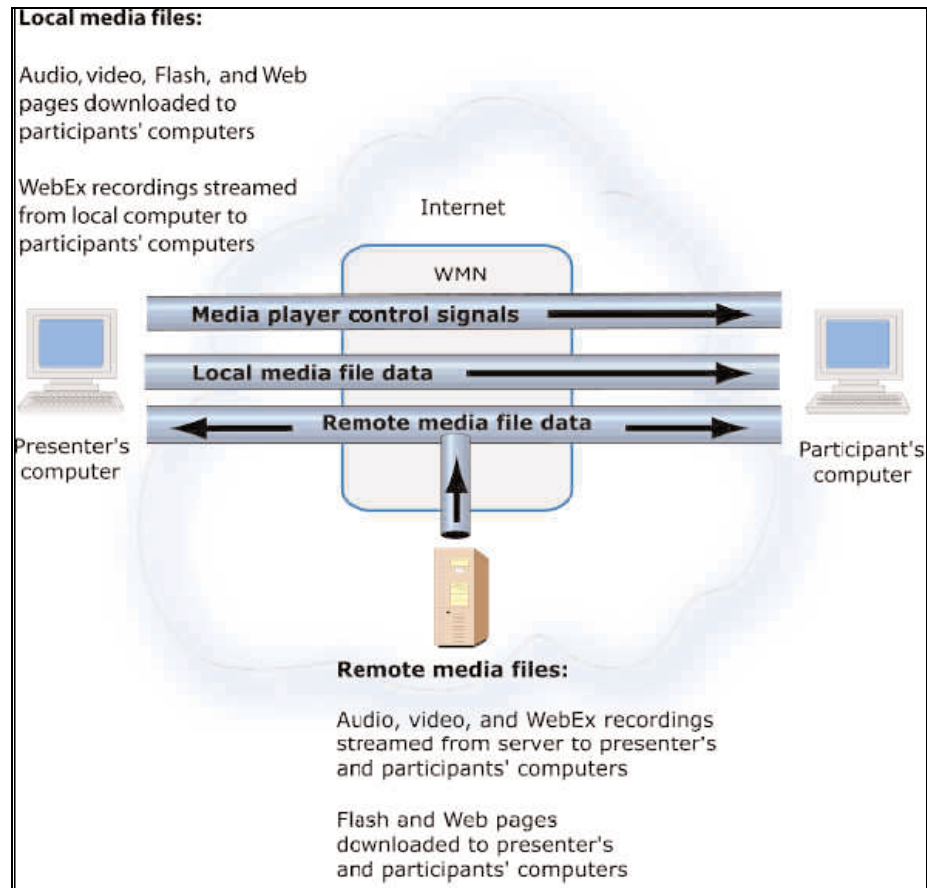 Local media files:
Audio, video, Flash, and Web
pages downloaded to
participants' computers
WebEx recordings streamed
from local computer to
participants' computers
Internet
WMN
Media player control signals
Local media file data
Remote media file data
Presenter's
computer
Participant's
computer
Remote media files:
Audio, video, and WebEx recordings
streamed from server to presenter's
and participants' computers
Flash and Web pages
downloaded to presenter's
and participants' computers